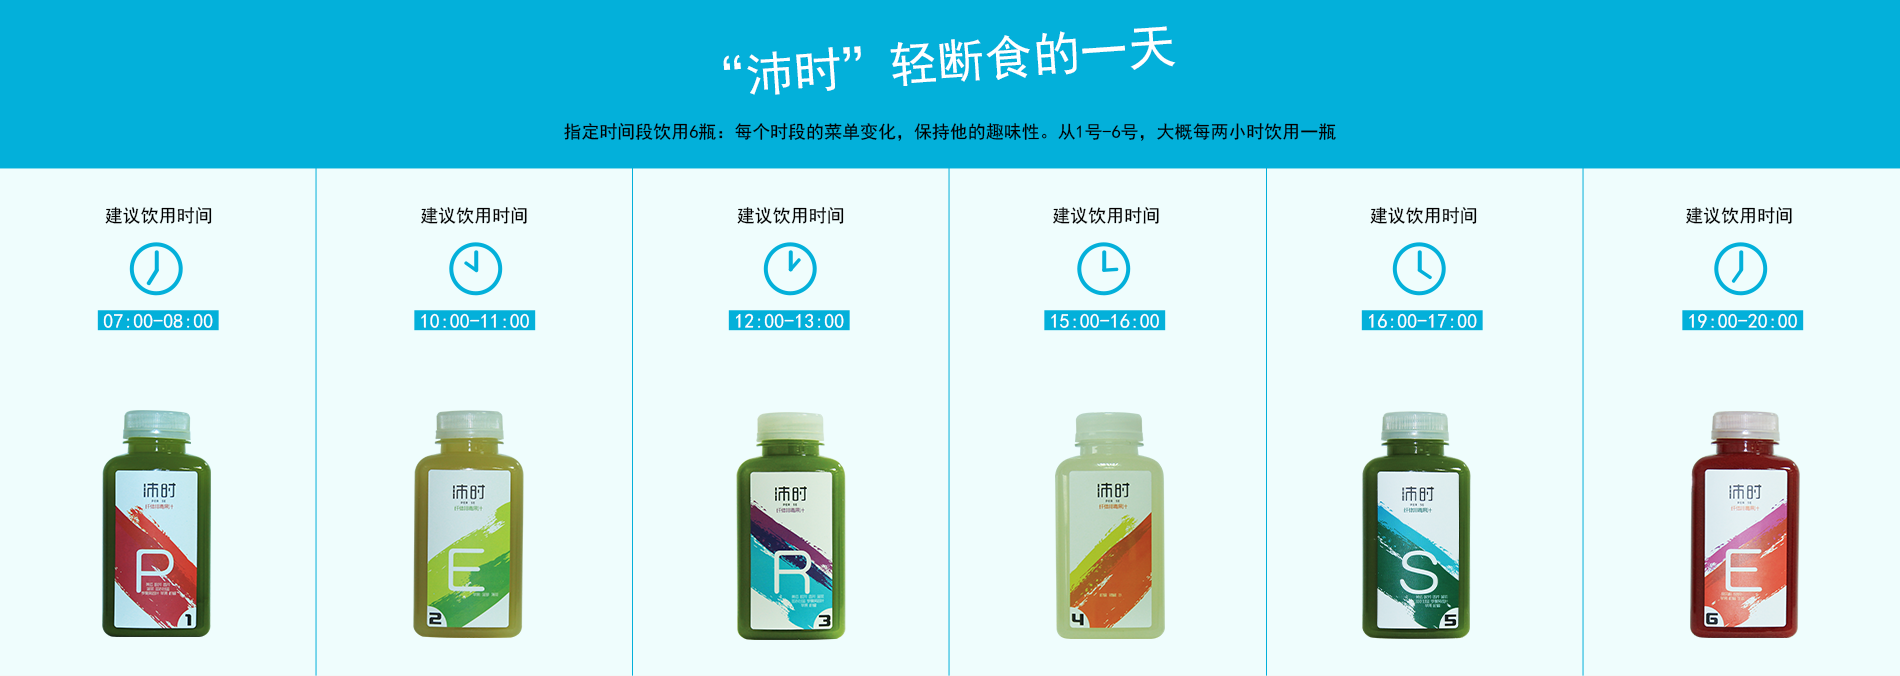 “沛时”轻断食的一天
指定时间段饮用6瓶：每个时段的菜单变化，保持他的趣味性。从1号-6号，大概每两小时饮用一瓶
建议饮用时间
07:00-08:00
沛时
P
1
建议饮用时间
10:00-11:00
沛时
E
2
建议饮用时间
12:00-13:00
沛时
R
3
建议饮用时间
15:00-16:00
沛时
4
建议饮用时间
16:00-17:00
沛时
S
5
建议饮用时间
19:00-20:00
沛时
E
6